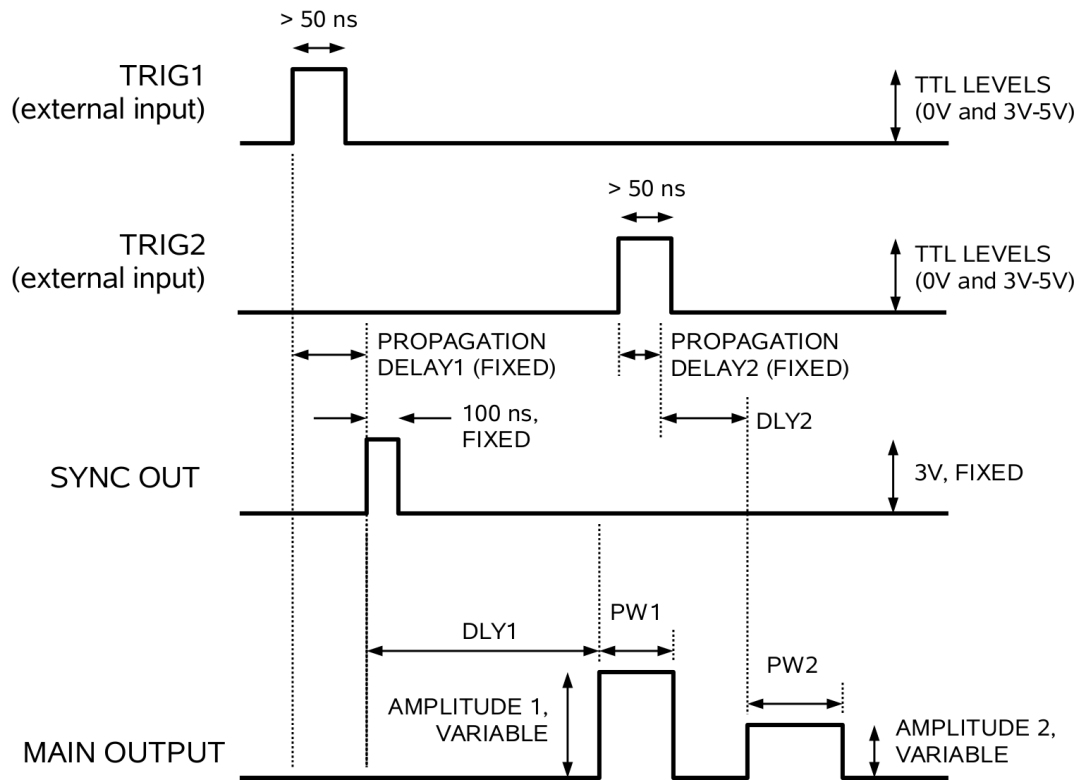 > 50 ns
TRIG1
(external input)
TTL LEVELS
(0V and 3V-5V)
> 50 ns
TRIG2
(external input)
TTL LEVELS
(0V and 3V-5V)
PROPAGATION
DELAY1 (FIXED)
PROPAGATION
DELAY2 (FIXED)
100 ns,
FIXED
DLY2
SYNC OUT
3V, FIXED
PW1
DLY1
PW2
AMPLITUDE 1,
VARIABLE
AMPLITUDE 2,
VARIABLE
MAIN OUTPUT